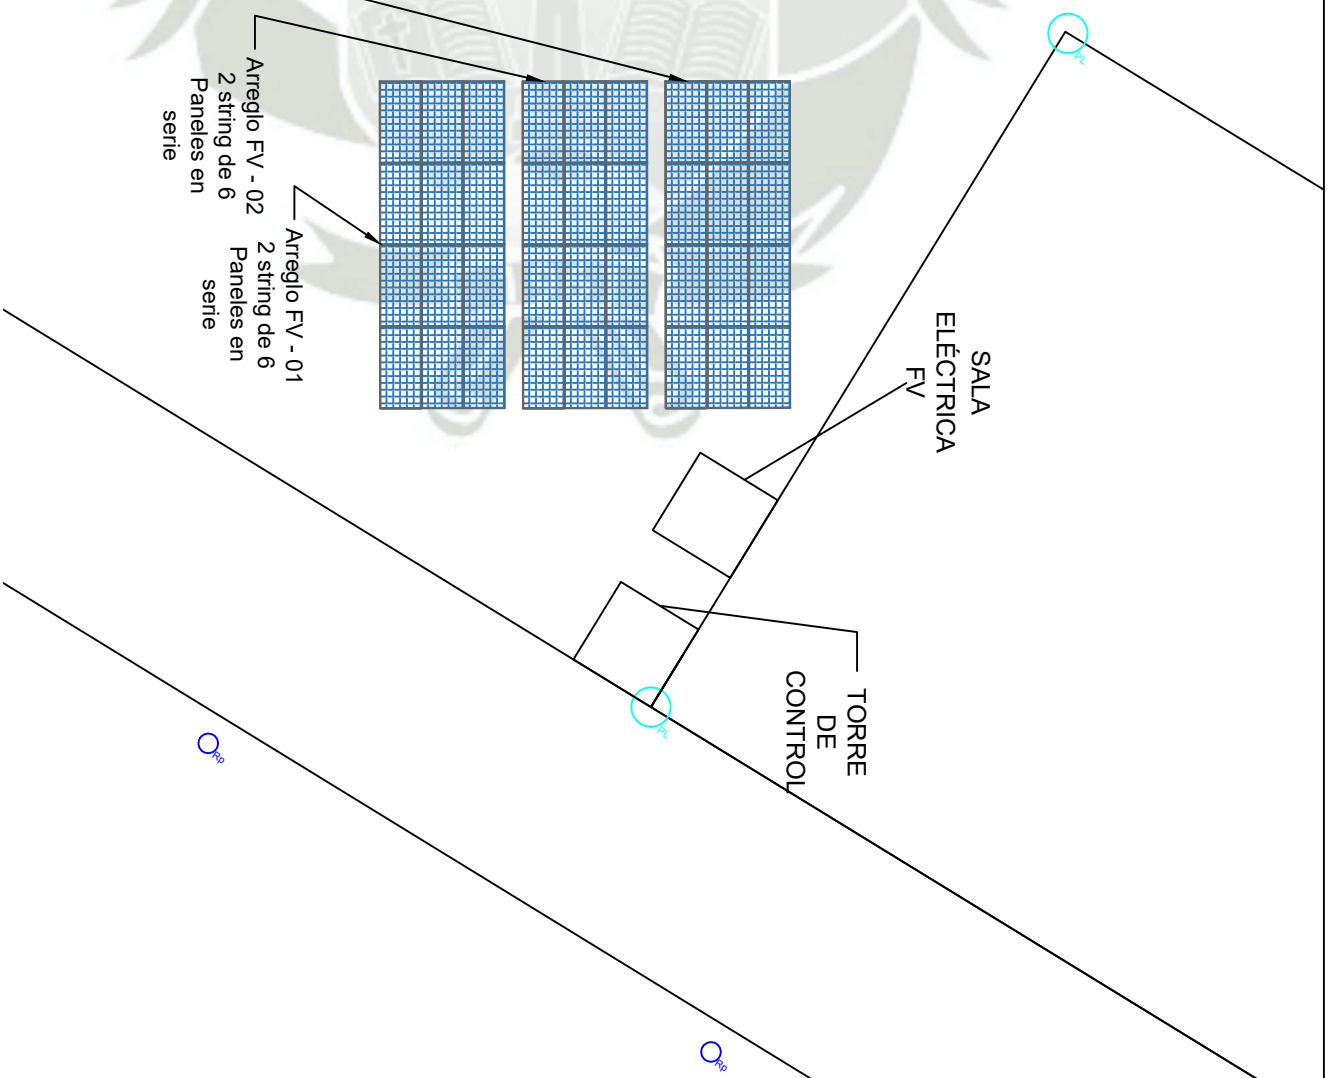 Arreglo FV - 02
2 string de 6
Paneles en
serie
Arreglo FV - 01
2 string de 6
Paneles en
serie
SALA
ELÉCTRICA
FV
TORRE
DE
CONTROL
PL
PL
Rp
Rp